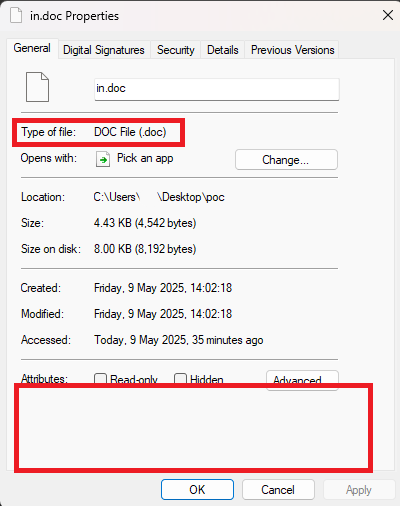 in.doc Properties
General Digital Signatures Security Details Previous Versions
in.doc
Type of file: DOC File (.doc)
Opens with: Pick an app Change...
Location: C:\Users\ \Desktop\poc
Size: 4.43 KB (4,542 bytes)
Size on disk: 8.00 KB (8,192 bytes)
Created: Friday, 9 May 2025, 14:02:18
Modified: Friday, 9 May 2025, 14:02:18
Accessed: Today, 9 May 2025, 35 minutes ago
Attributes: Read-only Hidden Advanced...
OK Cancel Apply